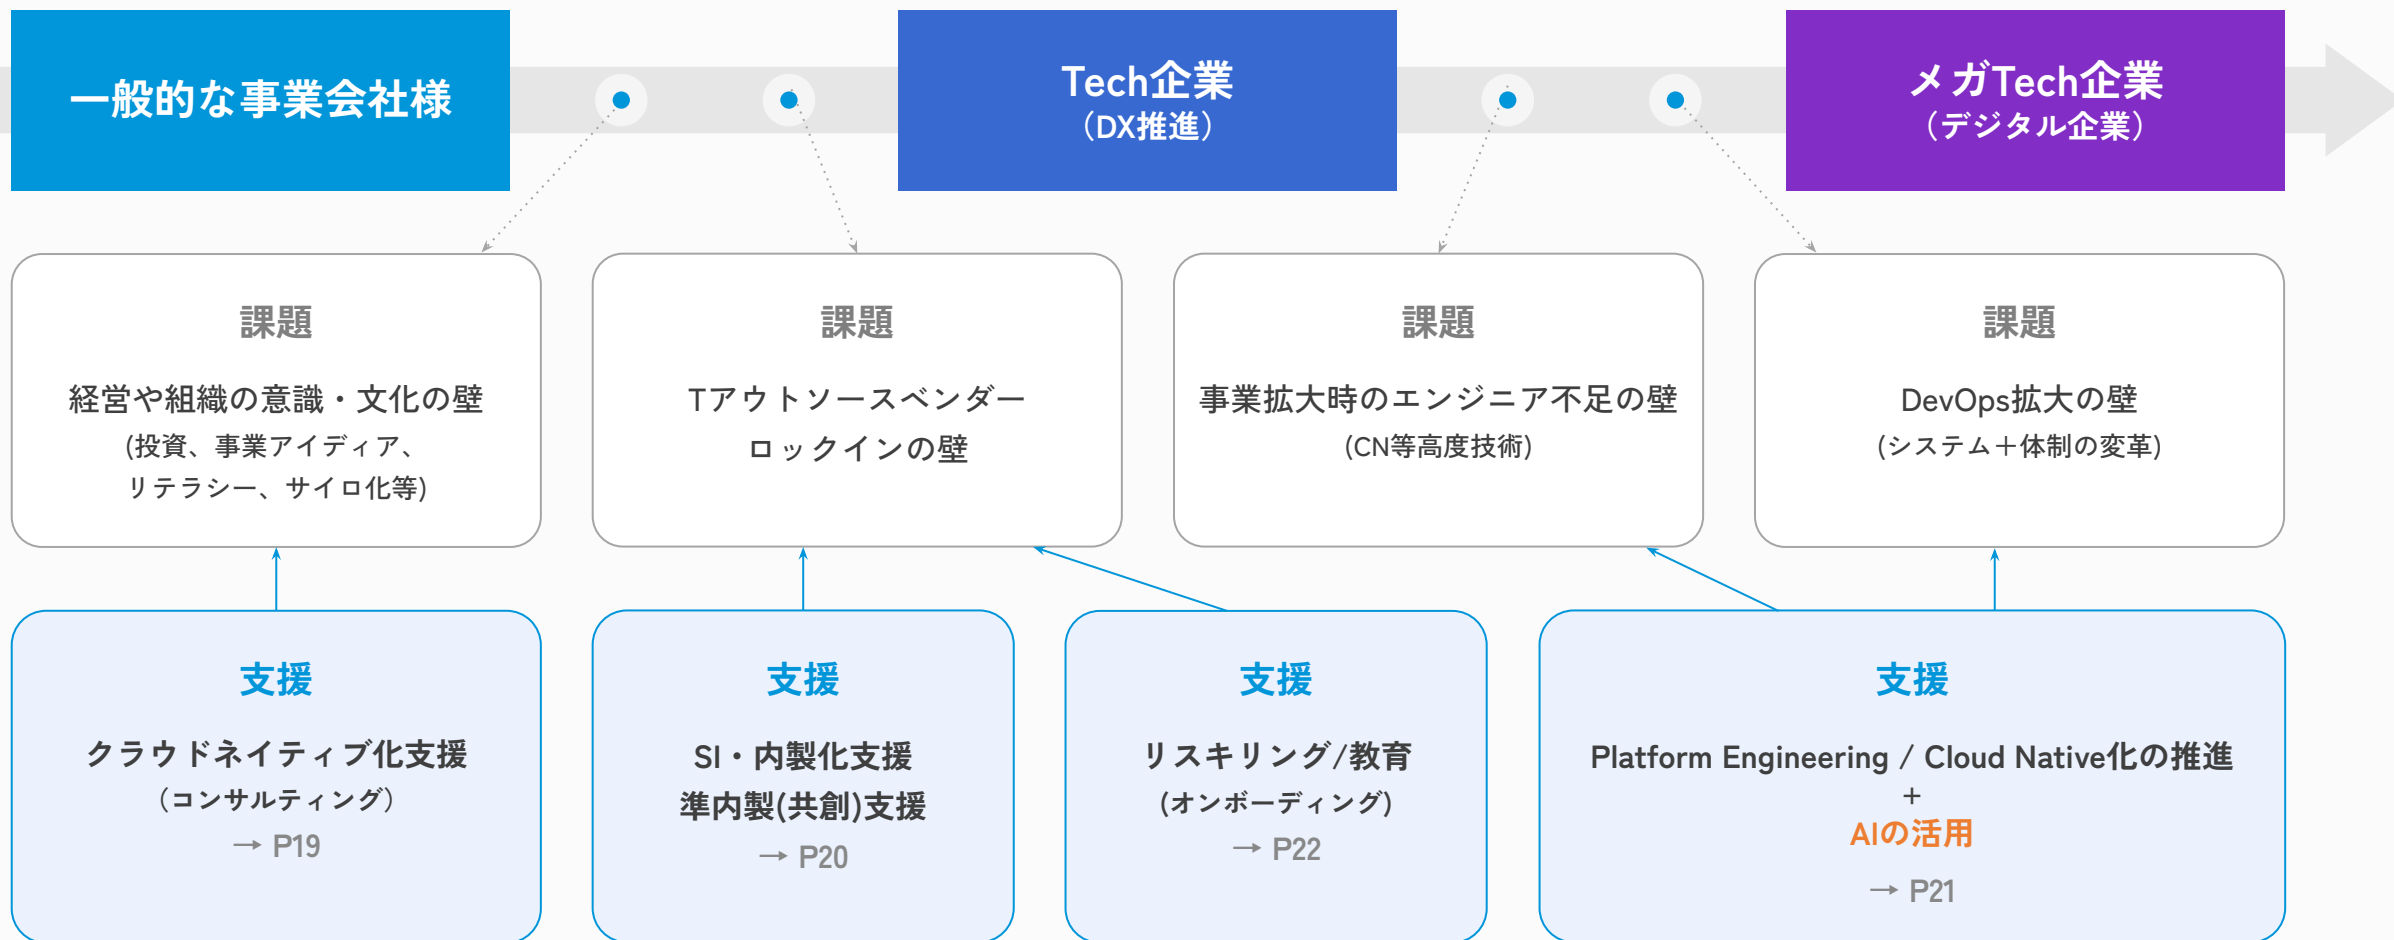 一般的な事業会社様
Tech企業
（DX推進）
メガTech企業
（デジタル企業）
課題
経営や組織の意識・文化の壁
(投資、事業アイディア、
リテラシー、サイロ化等)
課題
Tアウトソースベンダー
ロックインの壁
課題
事業拡大時のエンジニア不足の壁
(CN等高度技術)
課題
DevOps拡大の壁
(システム＋体制の変革)
支援
クラウドネイティブ化支援
（コンサルティング）
→ P19
支援
SI・内製化支援
準内製(共創)支援
→ P20
支援
リスキリング/教育
(オンボーディング)
→ P22
支援
Platform Engineering / Cloud Native化の推進
+
AIの活用
→ P21